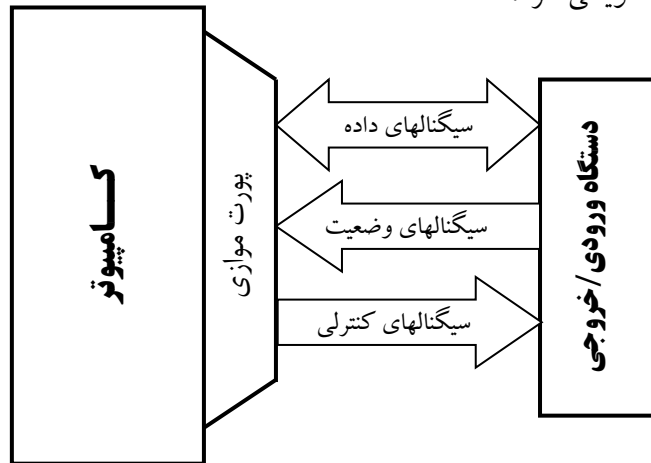 کامپیوتر
پورت موازی
سیگنالهای داده
سیگنالهای وضعیت
سیگنالهای کنترلی
دستگاه ورودی/خروجی